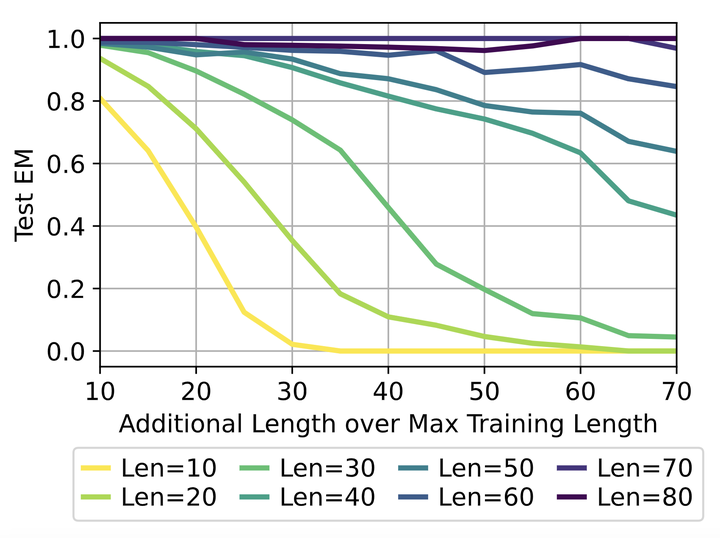 1.0
0.8
0.6
0.4
0.2
0.0
Test EM
10 20 30 40 50 60 70
Additional Length over Max Training Length
Len=10 Len=30 Len=50 Len=70
Len=20 Len=40 Len=60 Len=80